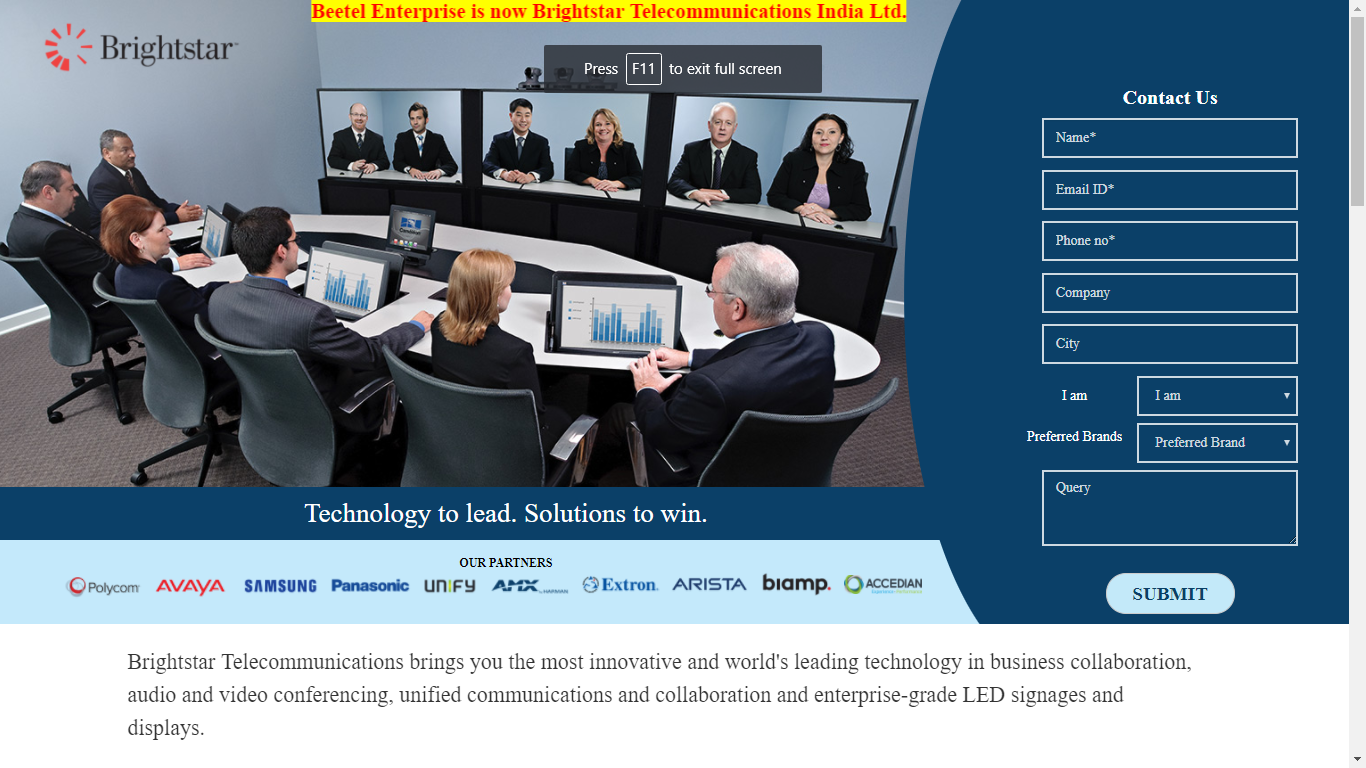 Beetel Enterprise is now Brightstar Telecommunications India Ltd.
Brightstar
Press F11 to exit full screen
Contact Us
Name*
Email ID*
Phone no*
Company
City
I am
I am
Preferred Brands
Preferred Brand
Query
SUBMIT
Technology to lead. Solutions to win.
OUR PARTNERS
Polycom AVAYA SAMSUNG Panasonic UNIFY AMX Extron ARISTA biamp. ACCEDIAN
Brightstar Telecommunications brings you the most innovative and world's leading technology in business collaboration,
audio and video conferencing, unified communications and collaboration and enterprise-grade LED signages and
displays.